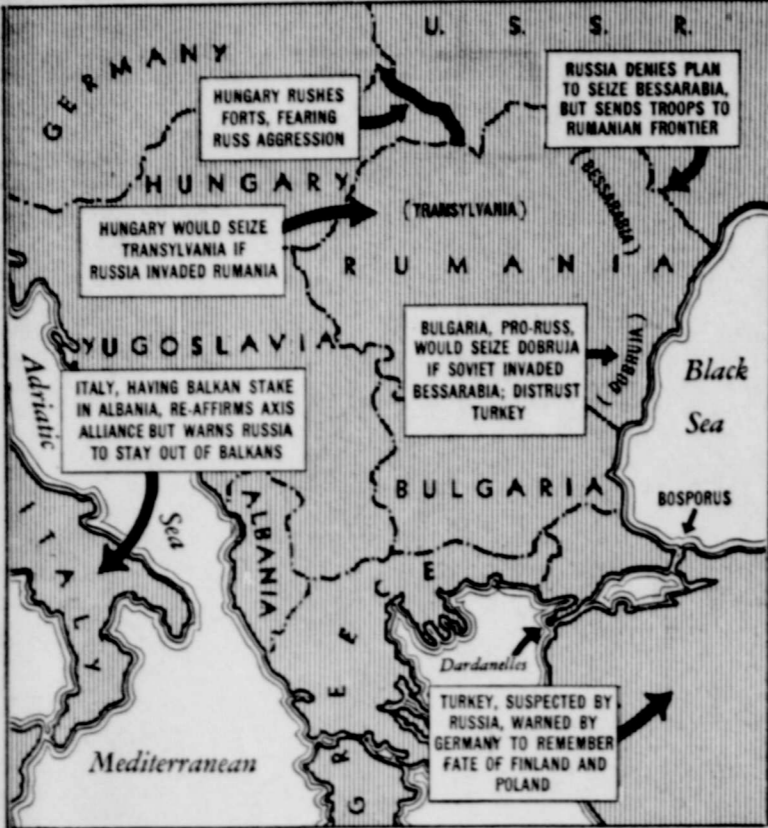 U. S. S. R.
GERMANY
HUNGARY RUSHES
FORTS, FEARING
RUSS AGGRESSION
RUSSIA DENIES PLAN
TO SEIZE BESSARABIA,
BUT SENDS TROOPS TO
RUMANIAN FRONTIER
HUNGARY
(BESSARABIA)
(TRANSYLVANIA)
HUNGARY WOULD SEIZE
TRANSYLVANIA IF
RUSSIA INVADED RUMANIA
RUMANIA
YUGOSLAVIA
BULGARIA, PRO-RUSS,
WOULD SEIZE DOBRUJA
IF SOVIET INVADED
BESSARABIA; DISTRUST
TURKEY
(DOBRUJA)
Black
Sea
Adriatic
Sea
ITALY, HAVING BALKAN STAKE
IN ALBANIA, RE-AFFIRMS AXIS
ALLIANCE BUT WARNS RUSSIA
TO STAY OUT OF BALKANS
BULGARIA
BOSPORUS
ALBANIA
ITALY
GREECE
Dardanelles
TURKEY, SUSPECTED BY
RUSSIA, WARNED BY
GERMANY TO REMEMBER
FATE OF FINLAND AND
POLAND
Mediterranean